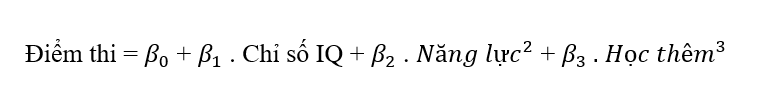 Điểm thi = β₀ + β₁ . Chỉ số IQ + β₂ . Năng lực² + β₃ . Học thêm³